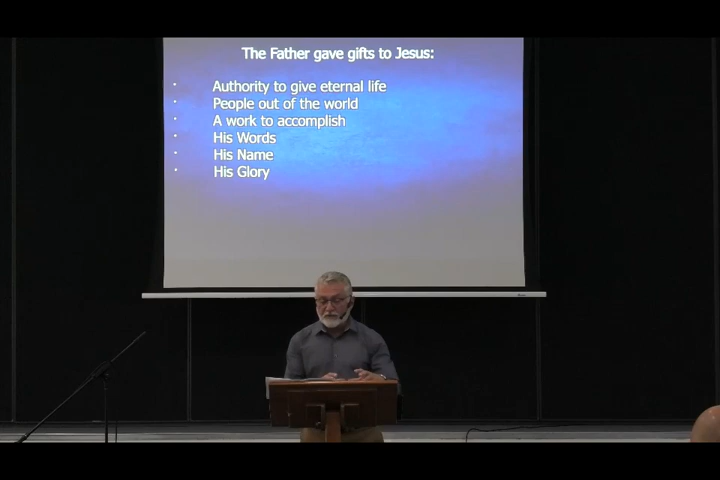 The Father gave gifts to Jesus:
Authority to give eternal life
People out of the world
A work to accomplish
His Words
His Name
His Glory